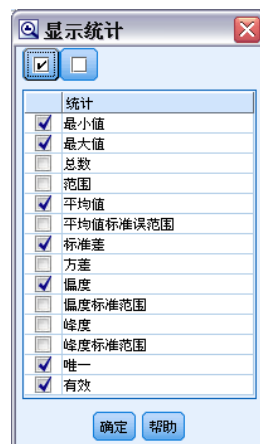 显示统计
统计
最小值
最大值
总数
范围
平均值
平均值标准误范围
标准差
方差
偏度
偏度标准范围
峰度
峰度标准范围
唯一
有效
确定
帮助